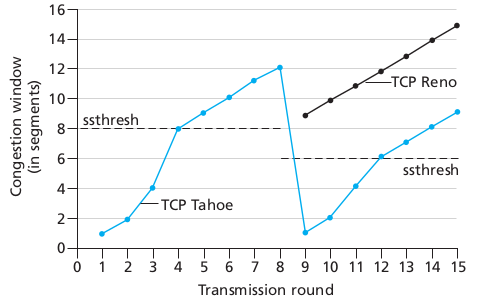 Congestion window
(in segments)
16
14
12
10
8
6
4
2
0
ssthresh
TCP Reno
ssthresh
TCP Tahoe
0 1 2 3 4 5 6 7 8 9 10 11 12 13 14 15
Transmission round